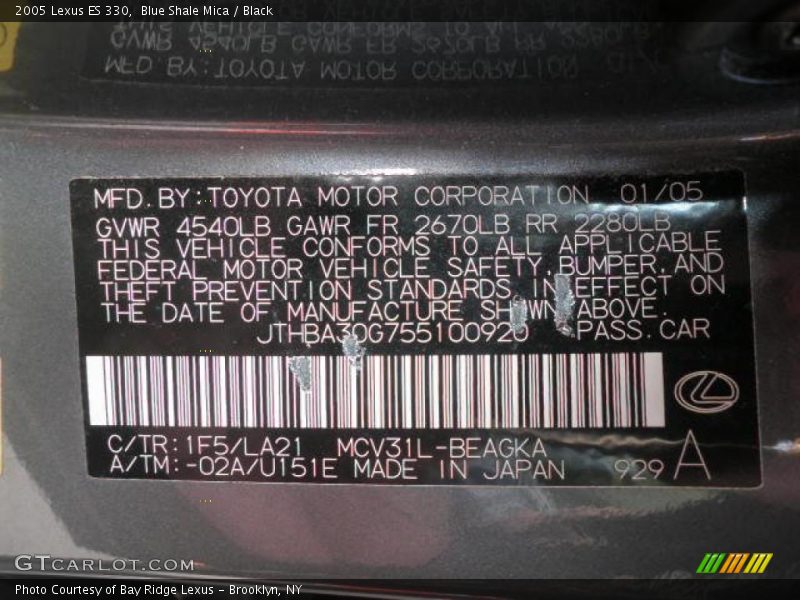 2005 Lexus ES 330,  Blue Shale Mica / Black
MFD. BY: TOYOTA MOTOR CORPORATION 01/05
GVWR 4540LB GAWR FR 2670LB RR 2280LB
THIS VEHICLE CONFORMS TO ALL APPLICABLE
FEDERAL MOTOR VEHICLE SAFETY, BUMPER, AND
THEFT PREVENTION STANDARDS IN EFFECT ON
THE DATE OF MANUFACTURE SHOWN ABOVE.
JTHBA30G755100920 PASS. CAR
C/TR: 1F5/LA21 MCV31L-BEAGKA
A/TM: -02A/U151E MADE IN JAPAN 929 A
GTCARLOT.COM
Photo Courtesy of Bay Ridge Lexus - Brooklyn, NY